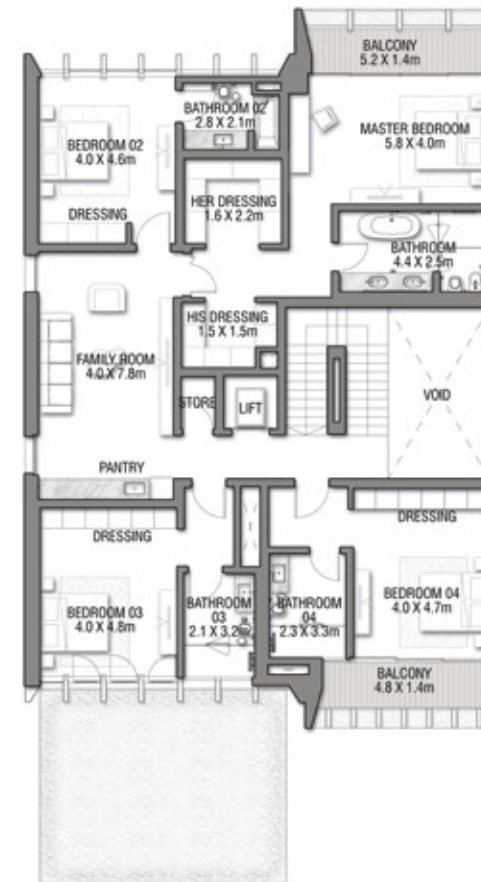 BALCONY
5.2 X 1.4m
BATHROOM 02
2.8 X 2.1m
MASTER BEDROOM
5.8 X 4.0m
BEDROOM 02
4.0 X 4.6m
HER DRESSING
1.6 X 2.2m
DRESSING
BATHROOM
4.4 X 2.5m
HIS DRESSING
1.5 X 1.5m
FAMILY ROOM
4.0 X 7.8m
STORE
LIFT
VOID
PANTRY
DRESSING
DRESSING
BEDROOM 03
4.0 X 4.8m
BATHROOM
03
2.1 X 3.2m
BATHROOM
04
2.3 X 3.3m
BEDROOM 04
4.0 X 4.7m
BALCONY
4.8 X 1.4m